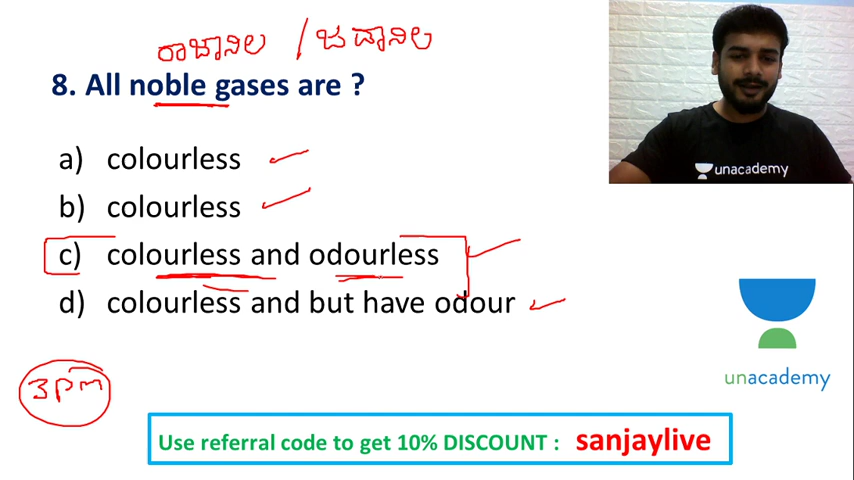 ರಾಜಾನಿಲ / ಜಡಾನಿಲ
8. All noble gases are ?
a) colourless
b) colourless
c) colourless and odourless
d) colourless and but have odour
3pm
Use referral code to get 10% DISCOUNT : sanjaylive
unacademy
unacademy